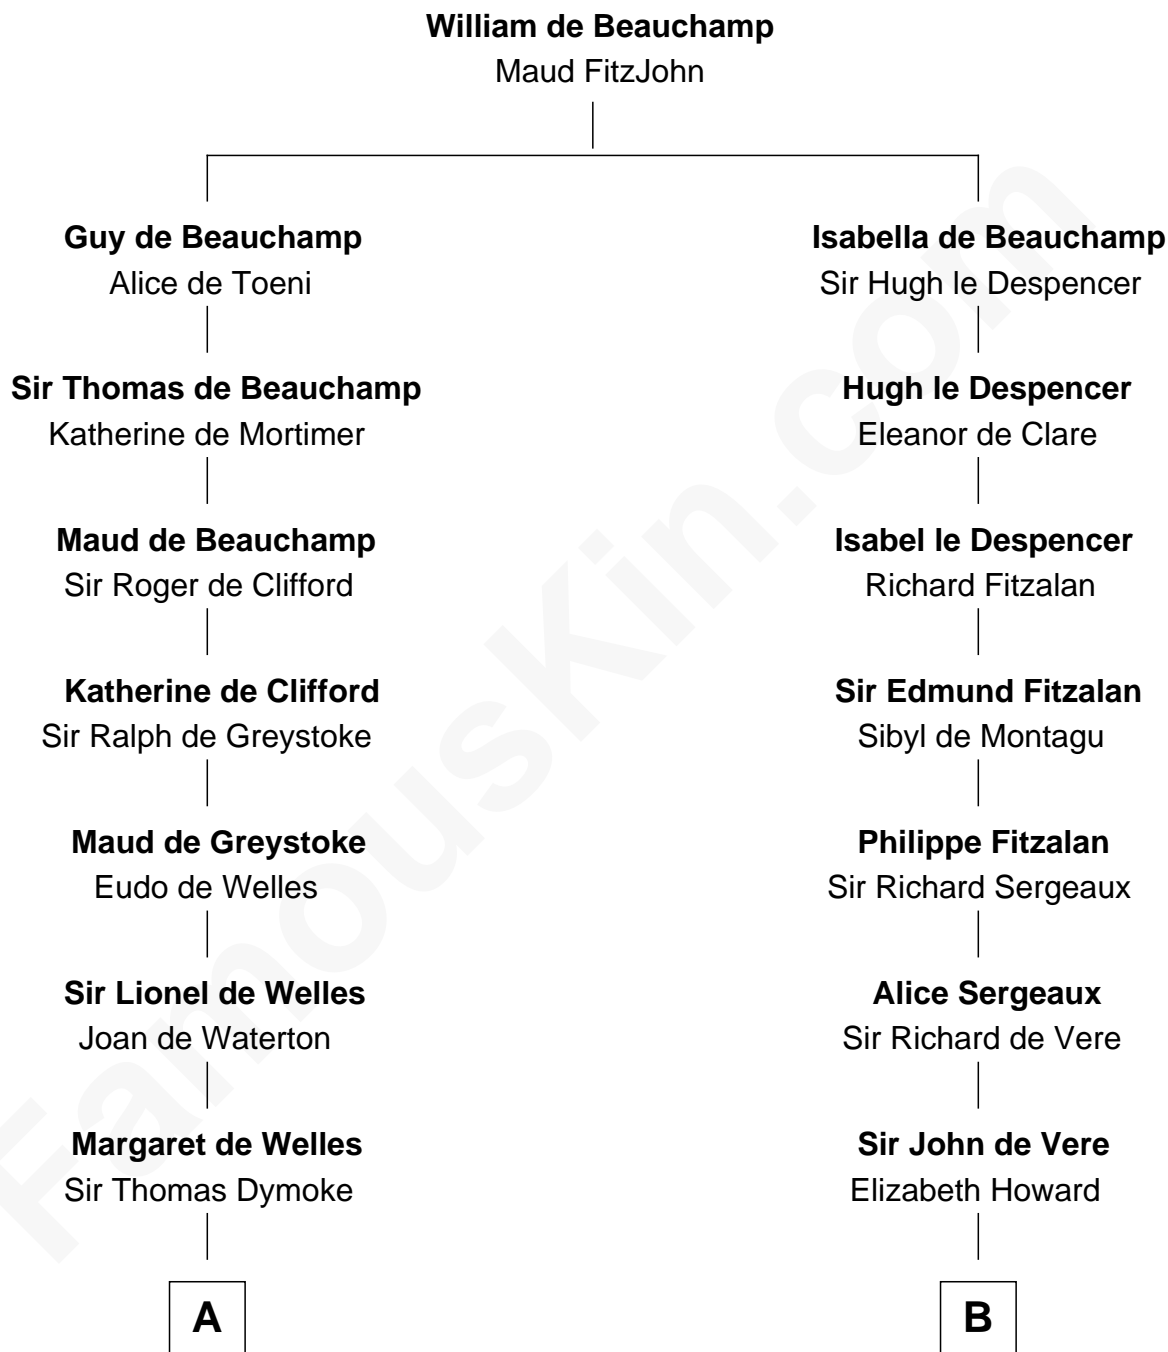 William de Beauchamp
Maud FitzJohn
Guy de Beauchamp
Alice de Toeni
Isabella de Beauchamp
Sir Hugh le Despencer
Sir Thomas de Beauchamp
Katherine de Mortimer
Hugh le Despencer
Eleanor de Clare
Maud de Beauchamp
Sir Roger de Clifford
Isabel le Despencer
Richard Fitzalan
Katherine de Clifford
Sir Ralph de Greystoke
Sir Edmund Fitzalan
Sibyl de Montagu
Maud de Greystoke
Eudo de Welles
Philippe Fitzalan
Sir Richard Sergeaux
Sir Lionel de Welles
Joan de Waterton
Alice Sergeaux
Sir Richard de Vere
Margaret de Welles
Sir Thomas Dymoke
Sir John de Vere
Elizabeth Howard
A
B
FamousKin.com